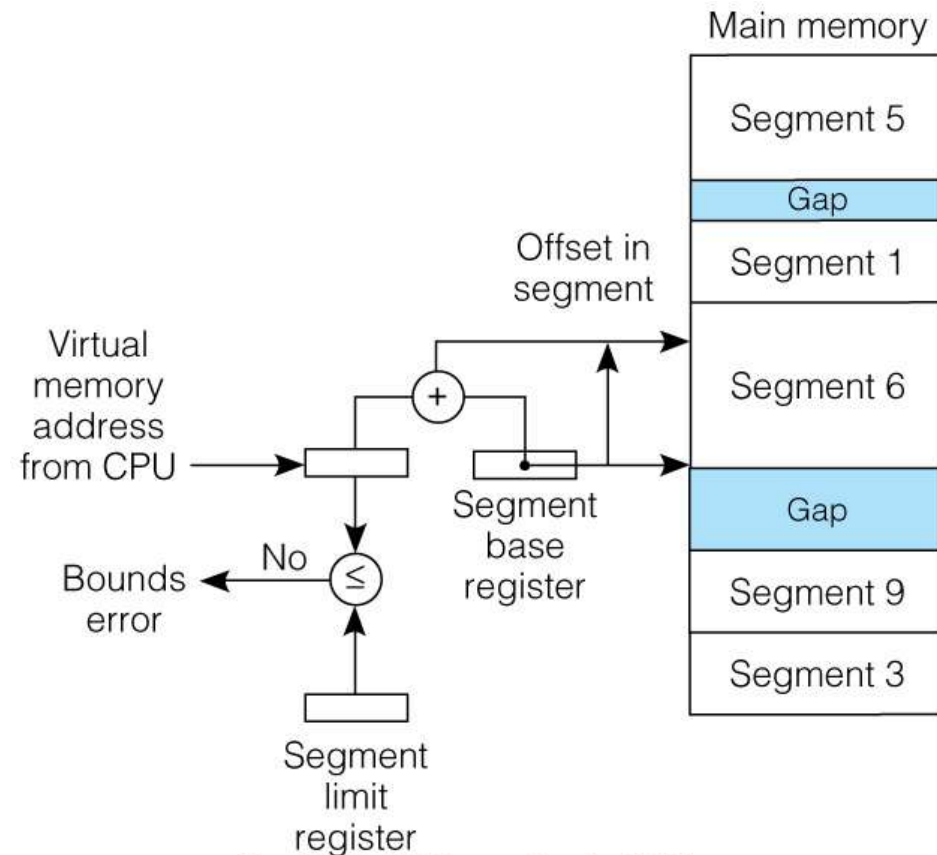 Main memory
Segment 5
Gap
Segment 1
Offset in
segment
Virtual
memory
address
from CPU
+
Segment 6
Segment
base
register
Gap
No
≤
Bounds
error
Segment 9
Segment 3
Segment
limit
register